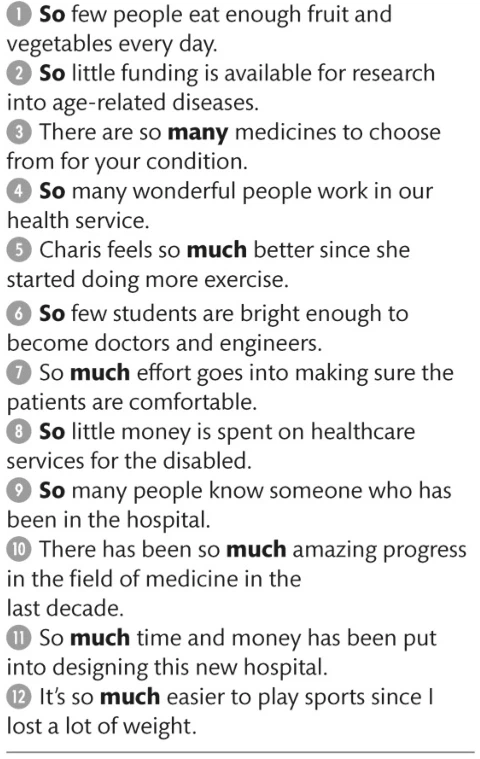 1 So few people eat enough fruit and
vegetables every day.
2 So little funding is available for research
into age-related diseases.
3 There are so many medicines to choose
from for your condition.
4 So many wonderful people work in our
health service.
5 Charis feels so much better since she
started doing more exercise.
6 So few students are bright enough to
become doctors and engineers.
7 So much effort goes into making sure the
patients are comfortable.
8 So little money is spent on healthcare
services for the disabled.
9 So many people know someone who has
been in the hospital.
10 There has been so much amazing progress
in the field of medicine in the
last decade.
11 So much time and money has been put
into designing this new hospital.
12 It's so much easier to play sports since I
lost a lot of weight.